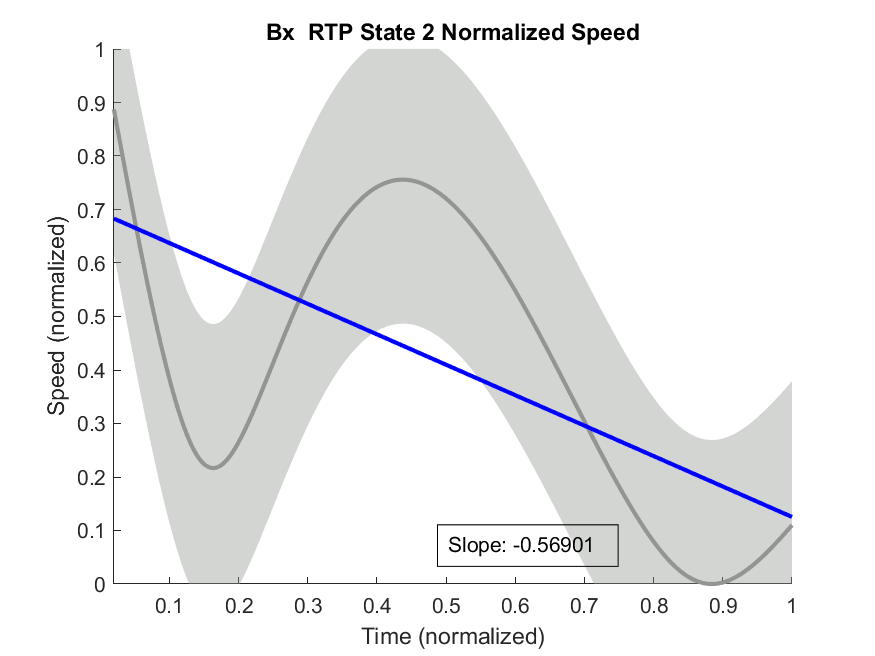 Bx  RTP State 2 Normalized Speed
1
0.9
0.8
0.7
0.6
0.5
0.4
0.3
0.2
0.1
0
Speed (normalized)
Slope: -0.56901
0.1 0.2 0.3 0.4 0.5 0.6 0.7 0.8 0.9 1
Time (normalized)